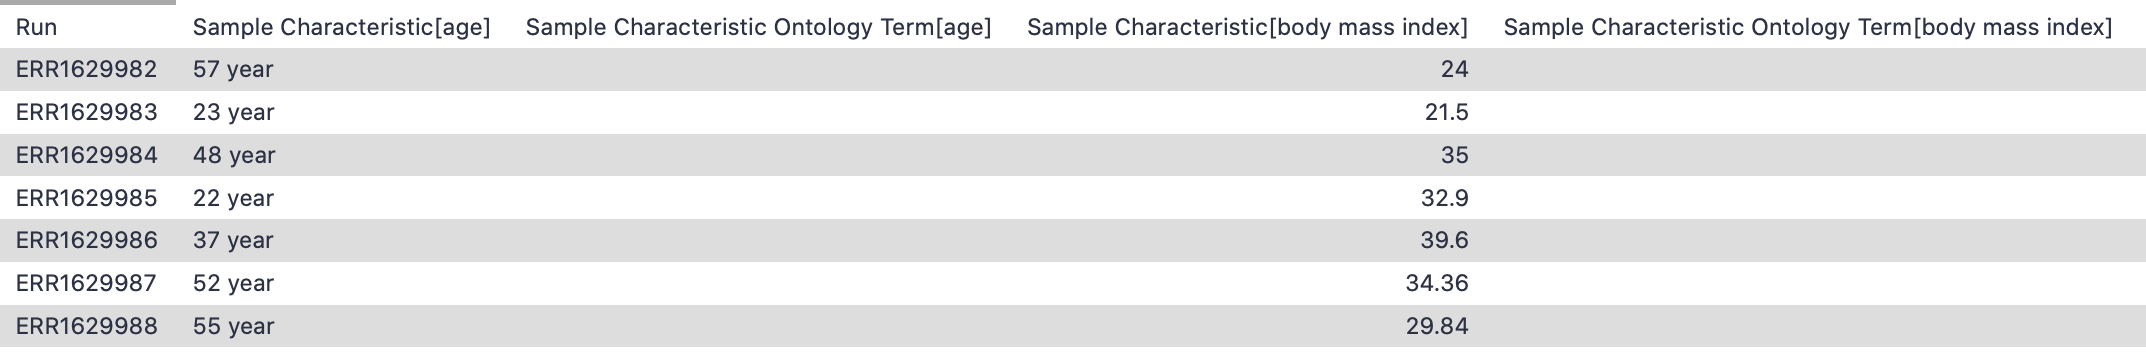 Run Sample Characteristic[age] Sample Characteristic Ontology Term[age] Sample Characteristic[body mass index] Sample Characteristic Ontology Term[body mass index]
ERR1629982 57 year 24
ERR1629983 23 year 21.5
ERR1629984 48 year 35
ERR1629985 22 year 32.9
ERR1629986 37 year 39.6
ERR1629987 52 year 34.36
ERR1629988 55 year 29.84